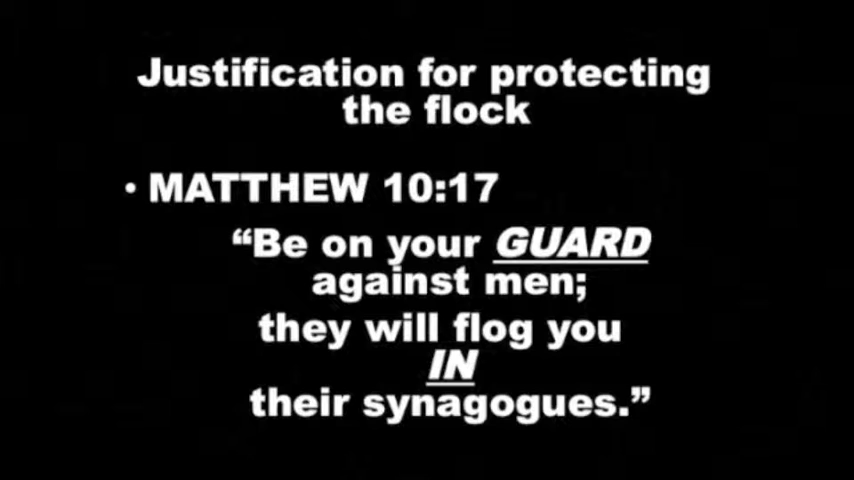 Justification for protecting
the flock
• MATTHEW 10:17
“Be on your GUARD
against men;
they will flog you
IN
their synagogues.”